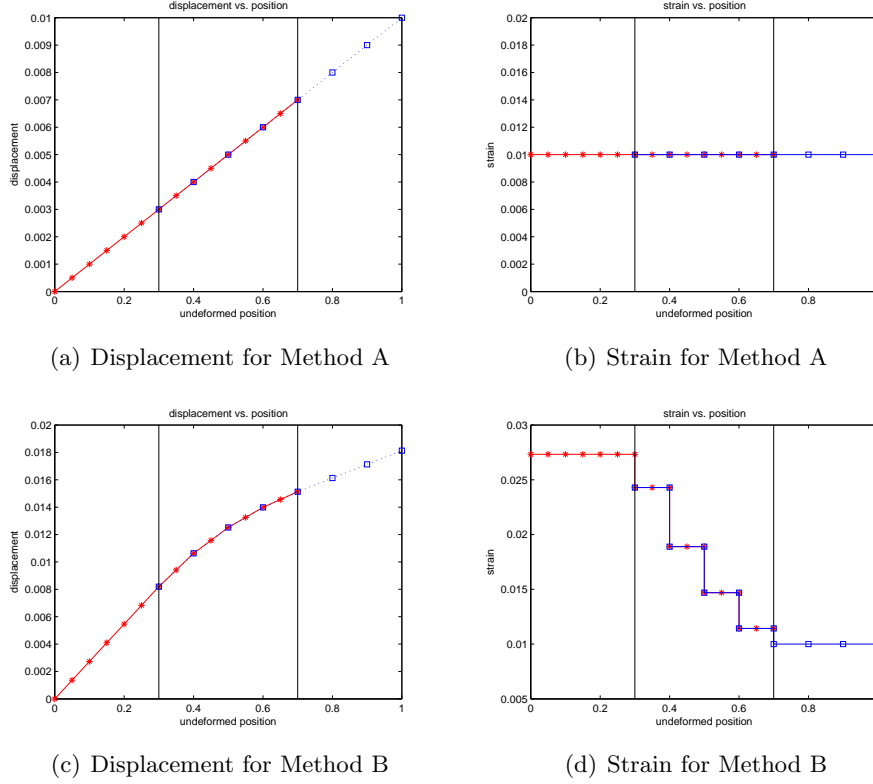 displacement vs. position
0.01
0.009
0.008
0.007
0.006
0.005
0.004
0.003
0.002
0.001
0
displacement
0 0.2 0.4 0.6 0.8 1
undeformed position
(a) Displacement for Method A
strain vs. position
0.02
0.018
0.016
0.014
0.012
0.01
0.008
0.006
0.004
0.002
0
strain
0 0.2 0.4 0.6 0.8
undeformed position
(b) Strain for Method A
displacement vs. position
0.02
0.018
0.016
0.014
0.012
0.01
0.008
0.006
0.004
0.002
0
displacement
0 0.2 0.4 0.6 0.8 1
undeformed position
(c) Displacement for Method B
strain vs. position
0.03
0.025
0.02
0.015
0.01
0.005
strain
0 0.2 0.4 0.6 0.8
undeformed position
(d) Strain for Method B